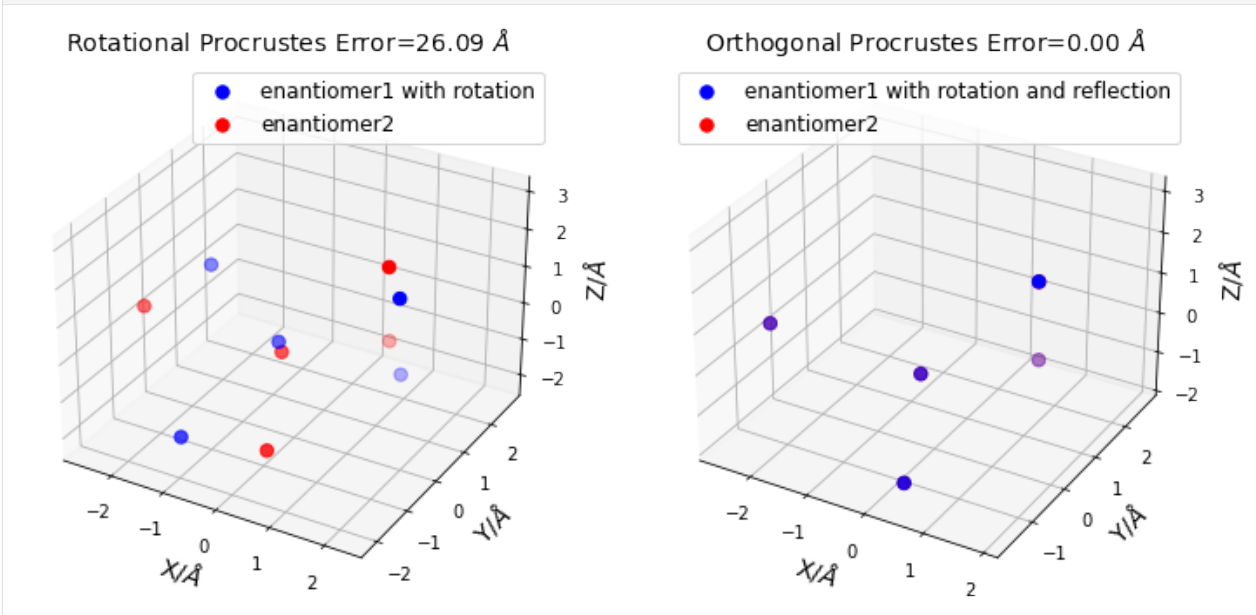 Rotational Procrustes Error=26.09 Å
enantiomer1 with rotation
enantiomer2
3
2
1
0
−1
−2
Z/Å
−2
−1
0
1
2
X/Å
−2
−1
0
1
2
Y/Å
Orthogonal Procrustes Error=0.00 Å
enantiomer1 with rotation and reflection
enantiomer2
3
2
1
0
−1
−2
Z/Å
−2
−1
0
1
2
X/Å
−1
0
1
2
Y/Å